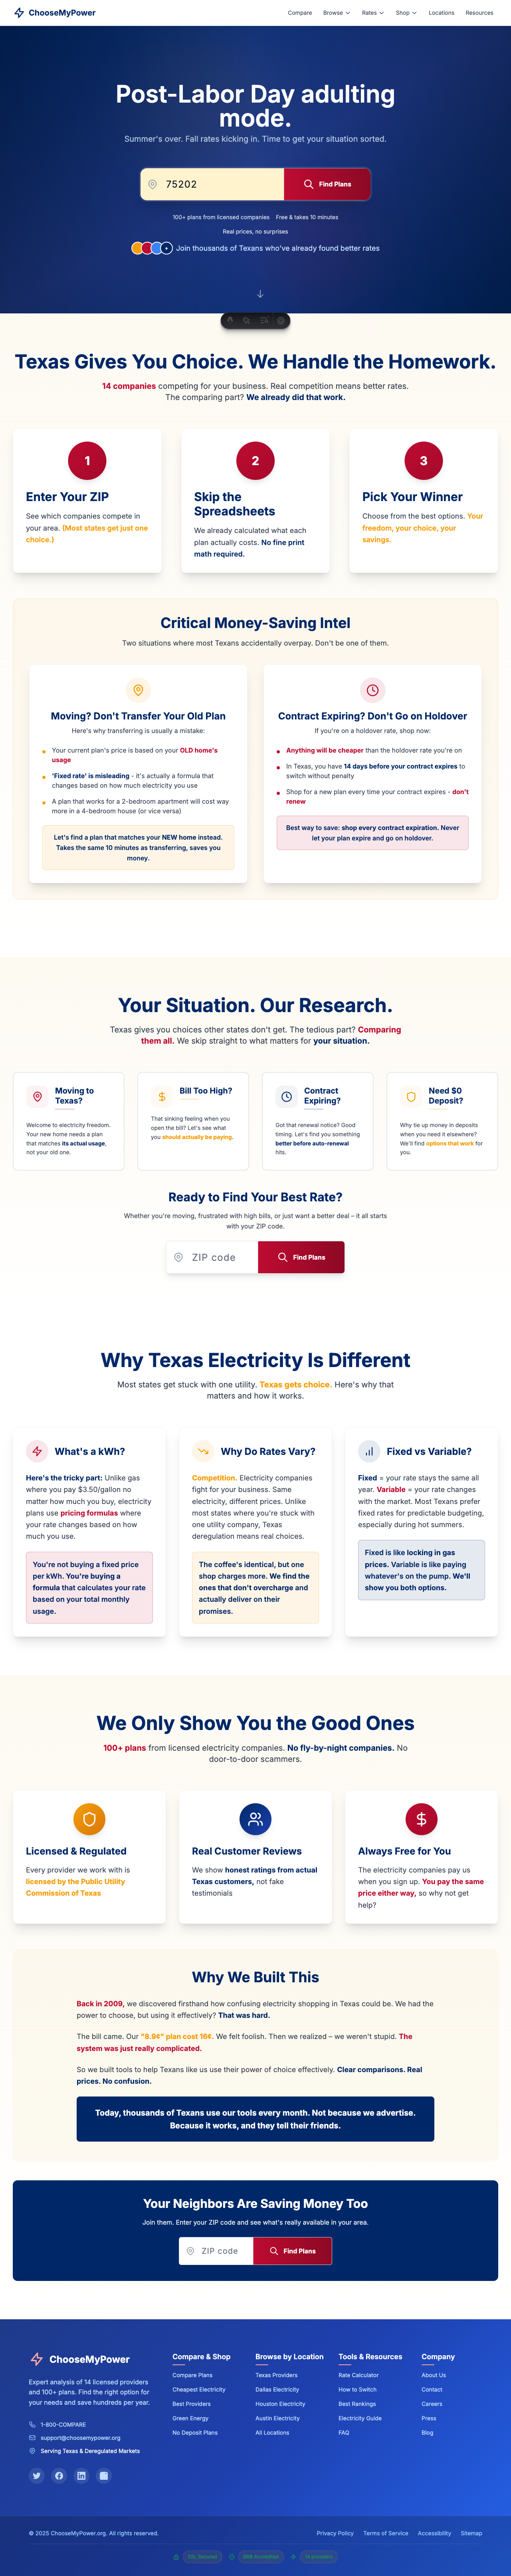 ChooseMyPower
Compare
Browse
Rates
Shop
Locations
Resources
Post-Labor Day adulting
mode.
Summer's over. Fall rates kicking in. Time to get your situation sorted.
75202
Find Plans
100+ plans from licensed companies
Free & takes 10 minutes
Real prices, no surprises
+
Join thousands of Texans who've already found better rates
Texas Gives You Choice. We Handle the Homework.
14 companies competing for your business. Real competition means better rates.
The comparing part? We already did that work.
1
Enter Your ZIP
See which companies compete in
your area. (Most states get just one
choice.)
2
Skip the
Spreadsheets
We already calculated what each
plan actually costs. No fine print
math required.
3
Pick Your Winner
Choose from the best options. Your
freedom, your choice, your
savings.
Critical Money-Saving Intel
Two situations where most Texans accidentally overpay. Don't be one of them.
Moving? Don't Transfer Your Old Plan
Here's why transferring is usually a mistake:
Your current plan's price is based on your OLD home's
usage
'Fixed rate' is misleading - it's actually a formula that
changes based on how much electricity you use
A plan that works for a 2-bedroom apartment will cost way
more in a 4-bedroom house (or vice versa)
Let's find a plan that matches your NEW home instead.
Takes the same 10 minutes as transferring, saves you
money.
Contract Expiring? Don't Go on Holdover
If you're on a holdover rate, shop now:
Anything will be cheaper than the holdover rate you're on
In Texas, you have 14 days before your contract expires to
switch without penalty
Shop for a new plan every time your contract expires - don't
renew
Best way to save: shop every contract expiration. Never
let your plan expire and go on holdover.
Your Situation. Our Research.
Texas gives you choices other states don't get. The tedious part? Comparing
them all. We skip straight to what matters for your situation.
Moving to
Texas?
Welcome to electricity freedom.
Your new home needs a plan
that matches its actual usage,
not your old one.
Bill Too High?
That sinking feeling when you
open the bill? Let's see what
you should actually be paying.
Contract
Expiring?
Got that renewal notice? Good
timing. Let's find you something
better before auto-renewal
hits.
Need $0
Deposit?
Why tie up money in deposits
when you need it elsewhere?
We'll find options that work for
you.
Ready to Find Your Best Rate?
Whether you're moving, frustrated with high bills, or just want a better deal – it all starts
with your ZIP code.
ZIP code
Find Plans
Why Texas Electricity Is Different
Most states get stuck with one utility. Texas gets choice. Here's why that
matters and how it works.
What's a kWh?
Here's the tricky part: Unlike gas
where you pay $3.50/gallon no
matter how much you buy, electricity
plans use pricing formulas where
your rate changes based on how
much you use.
You're not buying a fixed price
per kWh. You're buying a
formula that calculates your rate
based on your total monthly
usage.
Why Do Rates Vary?
Competition. Electricity companies
fight for your business. Same
electricity, different prices. Unlike
most states where you're stuck with
one utility company, Texas
deregulation means real choices.
The coffee's identical, but one
shop charges more. We find the
ones that don't overcharge and
actually deliver on their
promises.
Fixed vs Variable?
Fixed = your rate stays the same all
year. Variable = your rate changes
with the market. Most Texans prefer
fixed rates for predictable budgeting,
especially during hot summers.
Fixed is like locking in gas
prices. Variable is like paying
whatever's on the pump. We'll
show you both options.
We Only Show You the Good Ones
100+ plans from licensed electricity companies. No fly-by-night companies. No
door-to-door scammers.
Licensed & Regulated
Every provider we work with is
licensed by the Public Utility
Commission of Texas
Real Customer Reviews
We show honest ratings from actual
Texas customers, not fake
testimonials
Always Free for You
The electricity companies pay us
when you sign up. You pay the same
price either way, so why not get
help?
Why We Built This
Back in 2009, we discovered firsthand how confusing electricity shopping in Texas could be. We had the
power to choose, but using it effectively? That was hard.
The bill came. Our "8.9¢" plan cost 16¢. We felt foolish. Then we realized – we weren't stupid. The
system was just really complicated.
So we built tools to help Texans like us use their power of choice effectively. Clear comparisons. Real
prices. No confusion.
Today, thousands of Texans use our tools every month. Not because we advertise.
Because it works, and they tell their friends.
Your Neighbors Are Saving Money Too
Join them. Enter your ZIP code and see what's really available in your area.
ZIP code
Find Plans
ChooseMyPower
Expert analysis of 14 licensed providers
and 100+ plans. Find the right option for
your needs and save hundreds per year.
1-800-COMPARE
support@choosemypower.org
Serving Texas & Deregulated Markets
Compare & Shop
Compare Plans
Cheapest Electricity
Best Providers
Green Energy
No Deposit Plans
Browse by Location
Texas Providers
Dallas Electricity
Houston Electricity
Austin Electricity
All Locations
Tools & Resources
Rate Calculator
How to Switch
Best Rankings
Electricity Guide
FAQ
Company
About Us
Contact
Careers
Press
Blog
© 2025 ChooseMyPower.org. All rights reserved.
Privacy Policy
Terms of Service
Accessibility
Sitemap
SSL Secured
BBB Accredited
14 providers